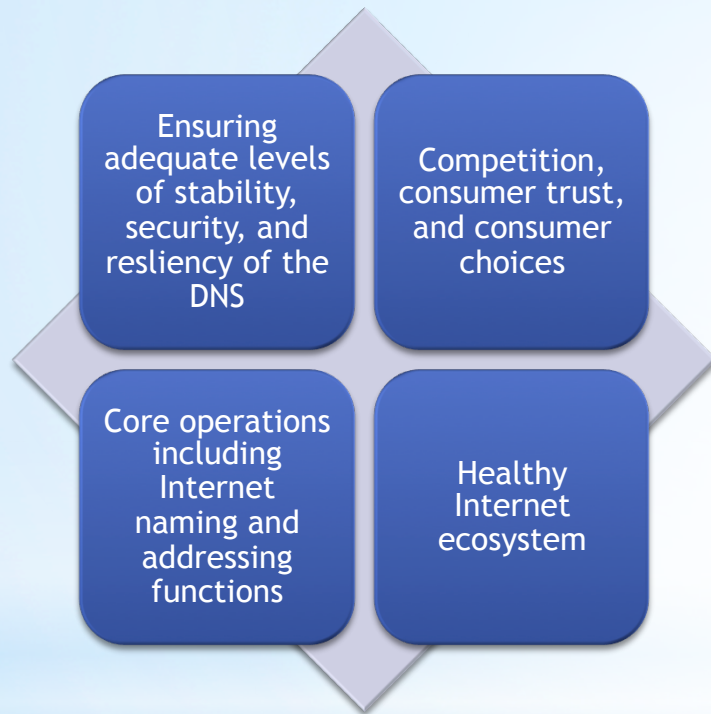 Ensuring
adequate levels
of stability,
security, and
resliency of the
DNS
Competition,
consumer trust,
and consumer
choices
Core operations
including
Internet
naming and
addressing
functions
Healthy
Internet
ecosystem